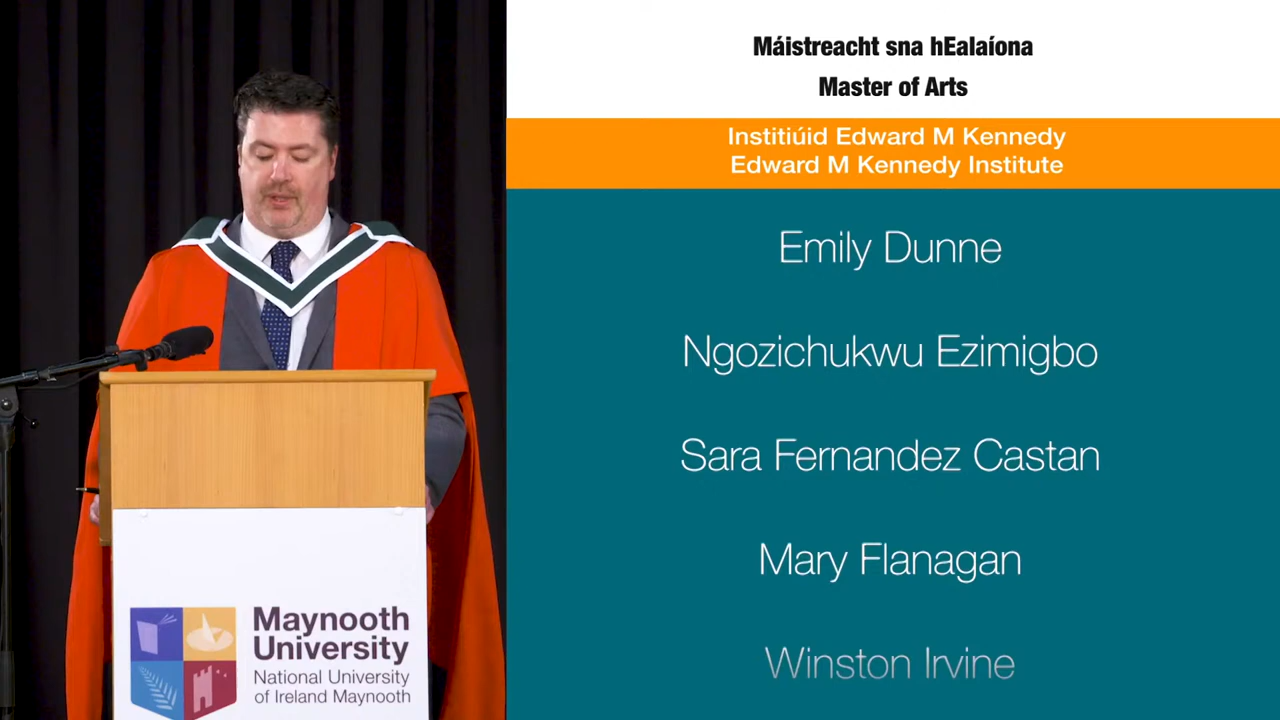 Máistreacht sna hEalaíona
Master of Arts
Institiúid Edward M Kennedy
Edward M Kennedy Institute
Emily Dunne
Ngozichukwu Ezimigbo
Sara Fernandez Castan
Mary Flanagan
Winston Irvine
Maynooth
University
National University
of Ireland Maynooth